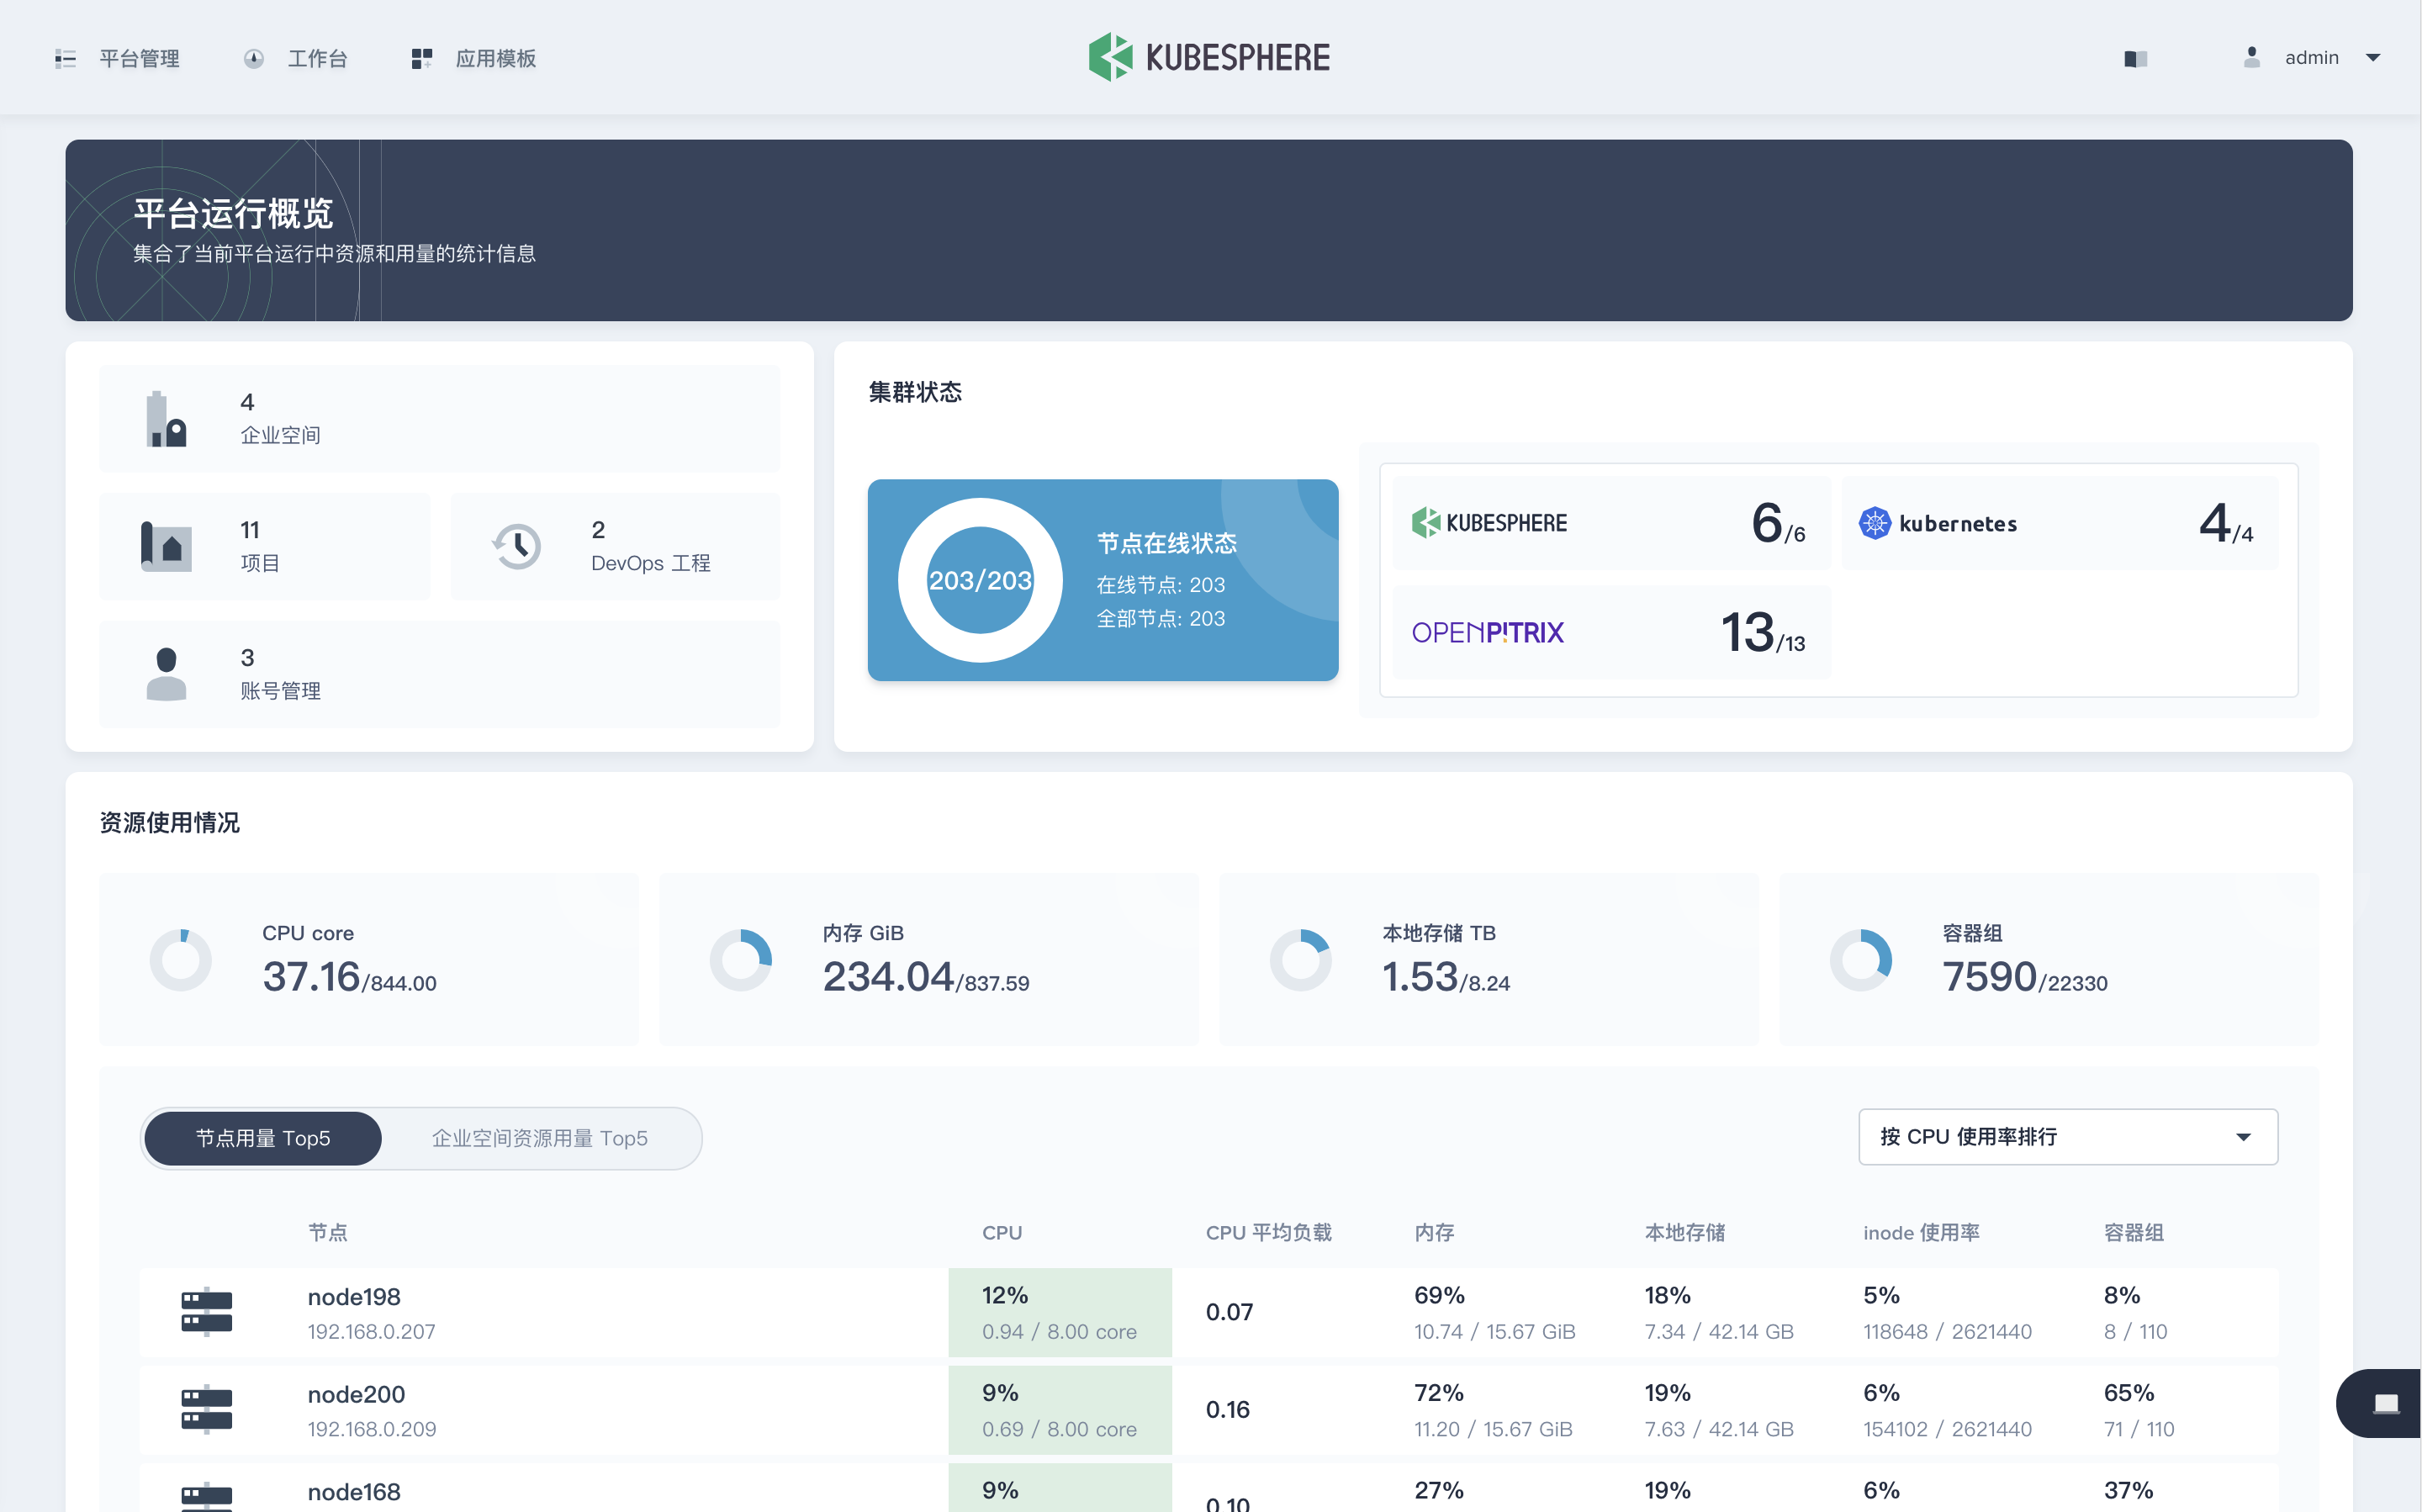 平台管理
工作台
应用模板
KUBESPHERE
admin
平台运行概览
集合了当前平台运行中资源和用量的统计信息
4
企业空间
11
项目
2
DevOps 工程
3
账号管理
集群状态
203/203
节点在线状态
在线节点: 203
全部节点: 203
KUBESPHERE
6/6
kubernetes
4/4
OPENPITRIX
13/13
资源使用情况
CPU core
37.16/844.00
内存 GiB
234.04/837.59
本地存储 TB
1.53/8.24
容器组
7590/22330
节点用量 Top5
企业空间资源用量 Top5
按 CPU 使用率排行
节点 CPU CPU 平均负载 内存 本地存储 inode 使用率 容器组
node198 12% 0.07 69% 18% 5% 8%
192.168.0.207 0.94 / 8.00 core 10.74 / 15.67 GiB 7.34 / 42.14 GB 118648 / 2621440 8 / 110
node200 9% 0.16 72% 19% 6% 65%
192.168.0.209 0.69 / 8.00 core 11.20 / 15.67 GiB 7.63 / 42.14 GB 154102 / 2621440 71 / 110
node168 9% 0.10 27% 19% 6% 37%